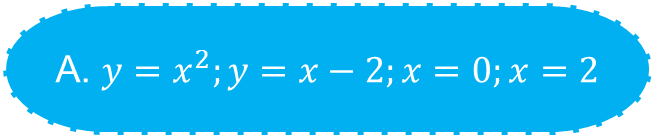 A. y = x²; y = x − 2; x = 0; x = 2